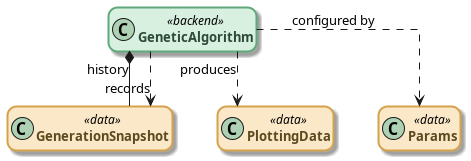 C «backend»
GeneticAlgorithm
configured by
history
produces
records
C «data»
GenerationSnapshot
C «data»
PlottingData
C «data»
Params